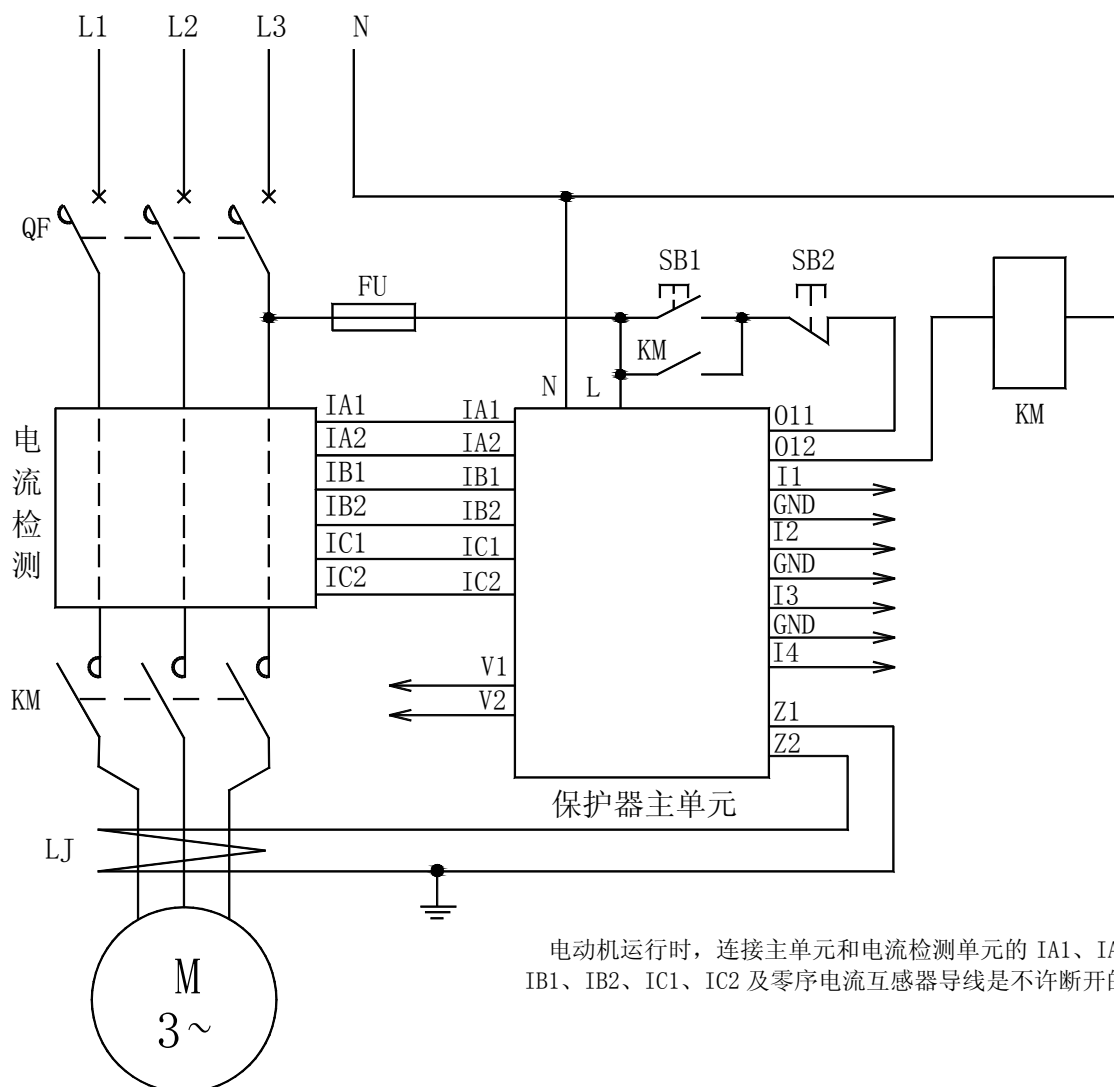 L1 L2 L3 N
QF
SB1 SB2
FU
KM
N L
KM
IA1 IA1 011
IA2 IA2 012
IB1 IB1 I1
IB2 IB2 GND
IC1 IC1 I2
IC2 IC2 GND
I3
GND
I4
电流检测
V1
V2
KM
Z1
Z2
保护器主单元
LJ
M
3~
电动机运行时，连接主单元和电流检测单元的 IA1、IA
IB1、IB2、IC1、IC2 及零序电流互感器导线是不许断开的